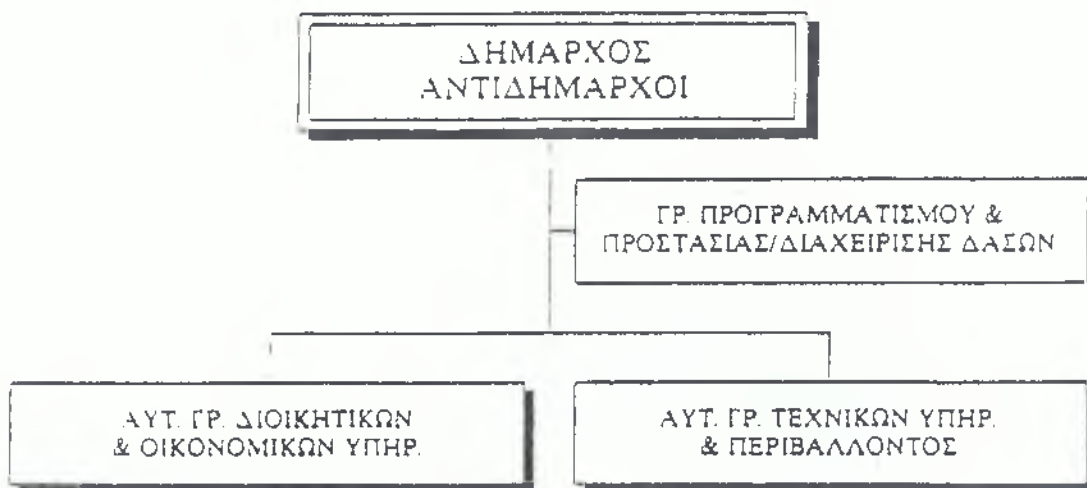 ΔΗΜΑΡΧΟΣ
ΑΝΤΙΔΗΜΑΡΧΟΙ
ΓΡ. ΠΡΟΓΡΑΜΜΑΤΙΣΜΟΥ &
ΠΡΟΣΤΑΣΙΑΣ/ΔΙΑΧΕΙΡΙΣΗΣ ΔΑΣΩΝ
ΑΥΤ. ΓΡ. ΔΙΟΙΚΗΤΙΚΩΝ
& ΟΙΚΟΝΟΜΙΚΩΝ ΥΠΗΡ.
ΑΥΤ. ΓΡ. ΤΕΧΝΙΚΩΝ ΥΠΗΡ.
& ΠΕΡΙΒΑΛΛΟΝΤΟΣ